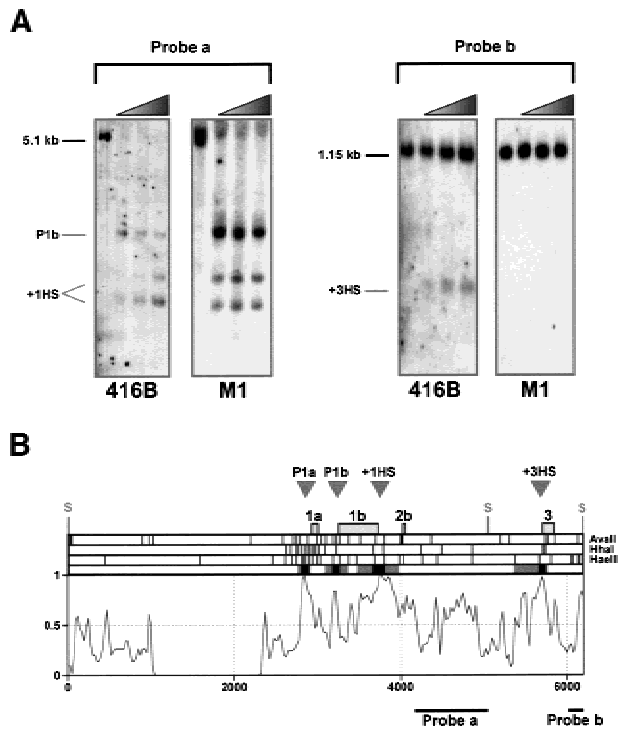 A
Probe a
Probe b
5.1 kb
P1b
+1HS
1.15 kb
+3HS
416B
M1
416B
M1
B
P1a P1b +1HS +3HS
S S S
1a 1b 2b 3
AvaII
HhaI
HaeIII
1
0.5
0
0 2000 4000 6000
Probe a Probe b